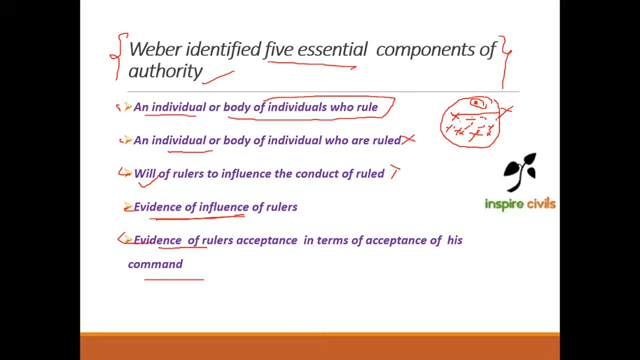 Weber identified five essential components of
authority
An individual or body of individuals who rule
An individual or body of individual who are ruled
Will of rulers to influence the conduct of ruled
Evidence of influence of rulers
Evidence of rulers acceptance in terms of acceptance of his
command
inspire civils